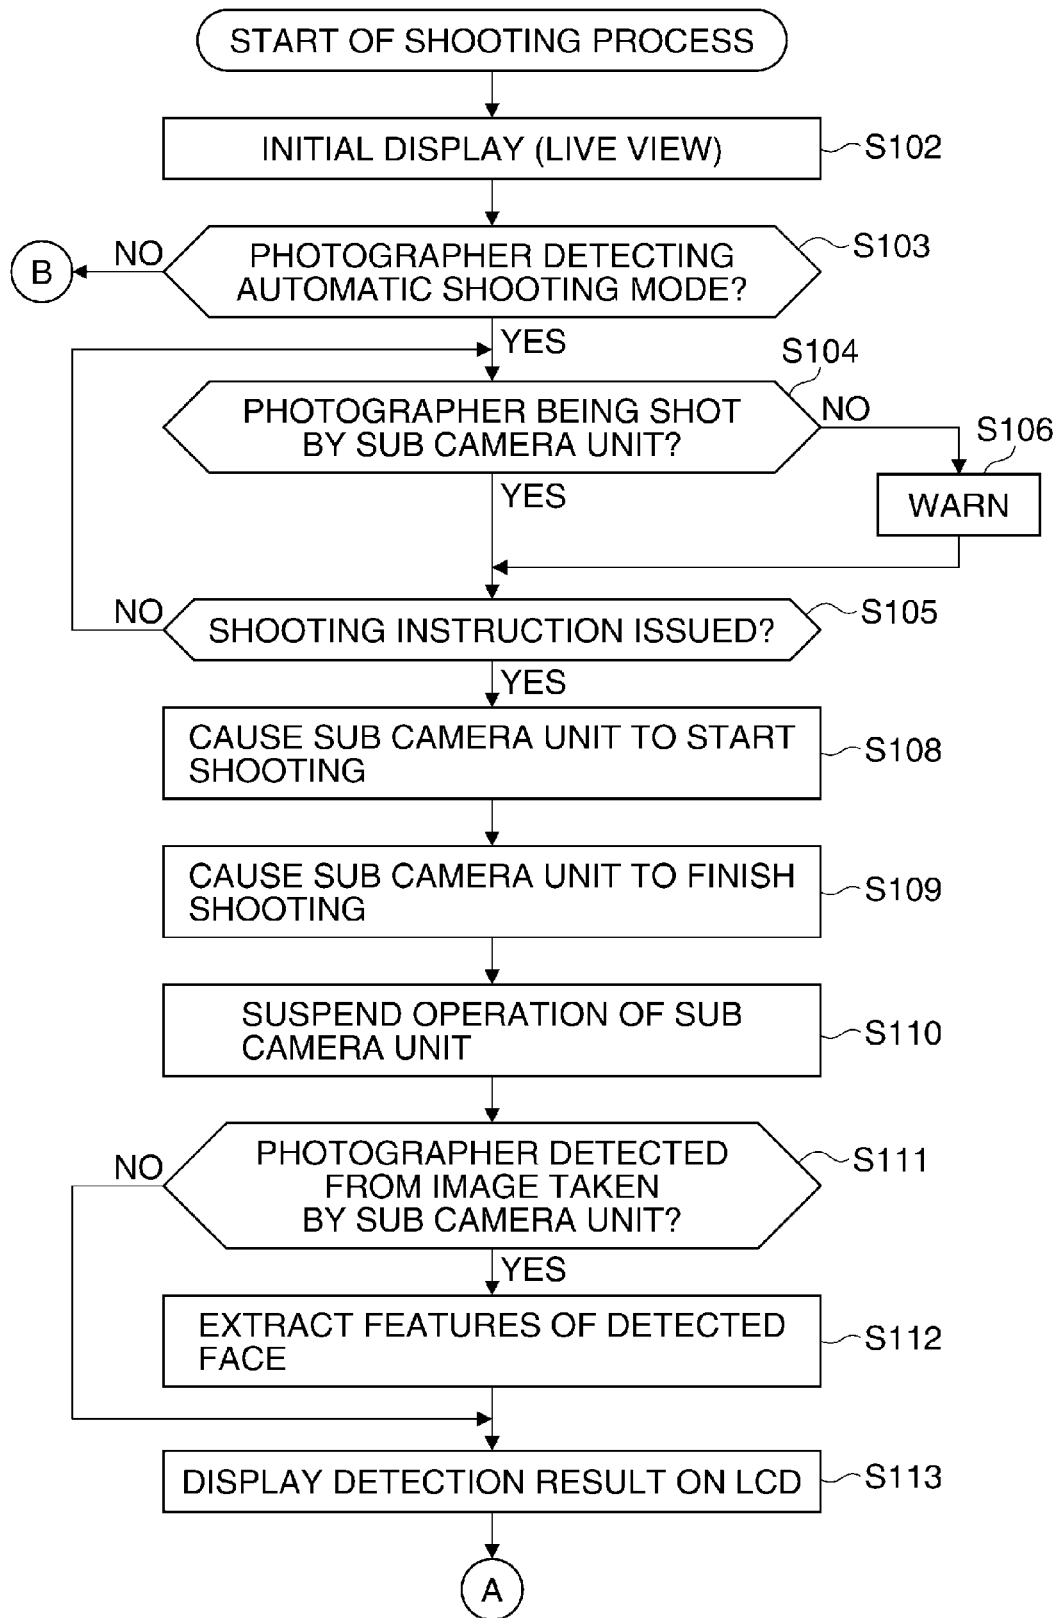 START OF SHOOTING PROCESS
INITIAL DISPLAY (LIVE VIEW)
S102
PHOTOGRAPHER DETECTING
AUTOMATIC SHOOTING MODE?
S103
NO
B
YES
S104
PHOTOGRAPHER BEING SHOT
BY SUB CAMERA UNIT?
NO
S106
WARN
YES
NO
SHOOTING INSTRUCTION ISSUED?
S105
YES
CAUSE SUB CAMERA UNIT TO START
SHOOTING
S108
CAUSE SUB CAMERA UNIT TO FINISH
SHOOTING
S109
SUSPEND OPERATION OF SUB
CAMERA UNIT
S110
NO
PHOTOGRAPHER DETECTED
FROM IMAGE TAKEN
BY SUB CAMERA UNIT?
S111
YES
EXTRACT FEATURES OF DETECTED
FACE
S112
DISPLAY DETECTION RESULT ON LCD
S113
A